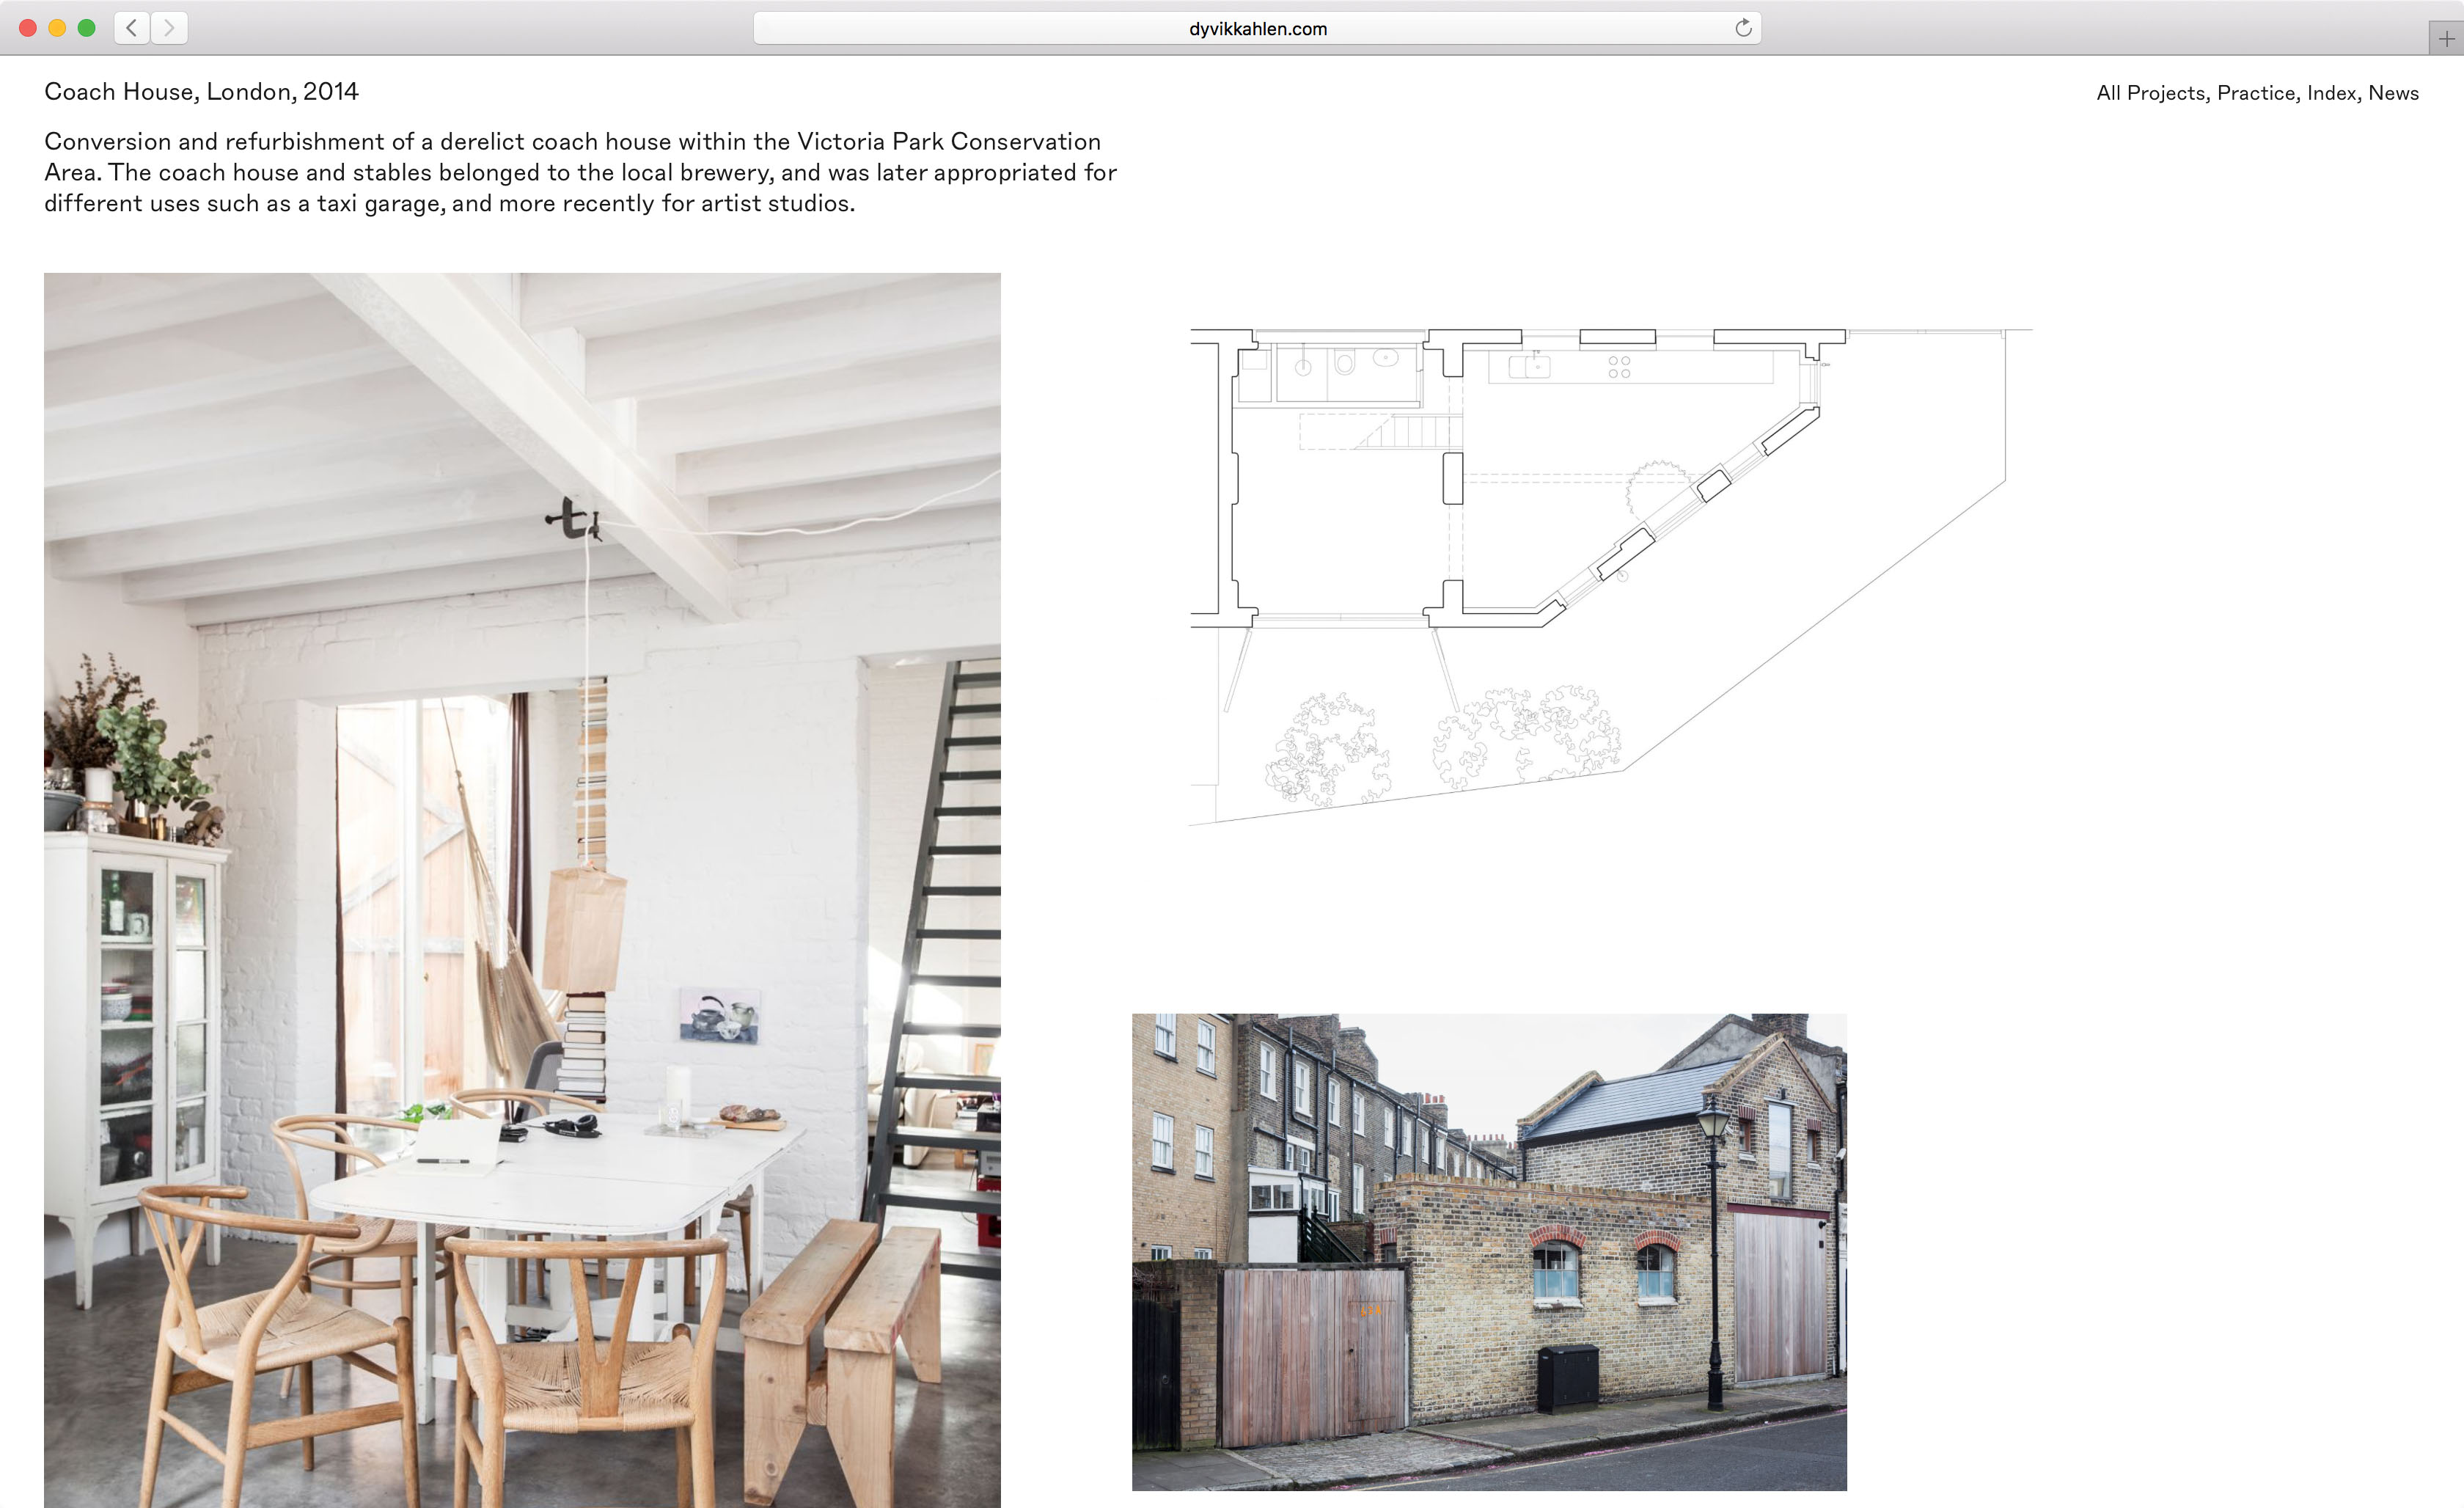 dyvikkahlen.com
Coach House, London, 2014
All Projects, Practice, Index, News
Conversion and refurbishment of a derelict coach house within the Victoria Park Conservation
Area. The coach house and stables belonged to the local brewery, and was later appropriated for
different uses such as a taxi garage, and more recently for artist studios.